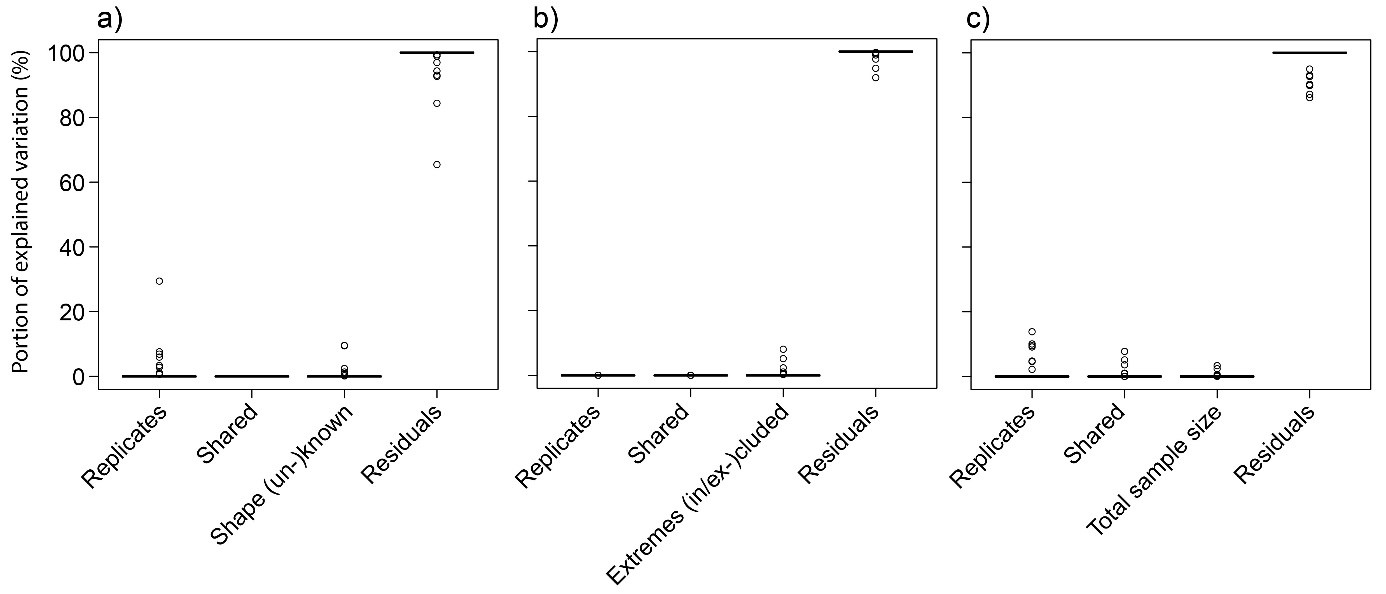 a)
b)
c)
Portion of explained variation (%)
100
80
60
40
20
0
Replicates
Shared
Shape (un-)known
Residuals
Replicates
Shared
Extremes (in/ex-)cluded
Residuals
Replicates
Shared
Total sample size
Residuals